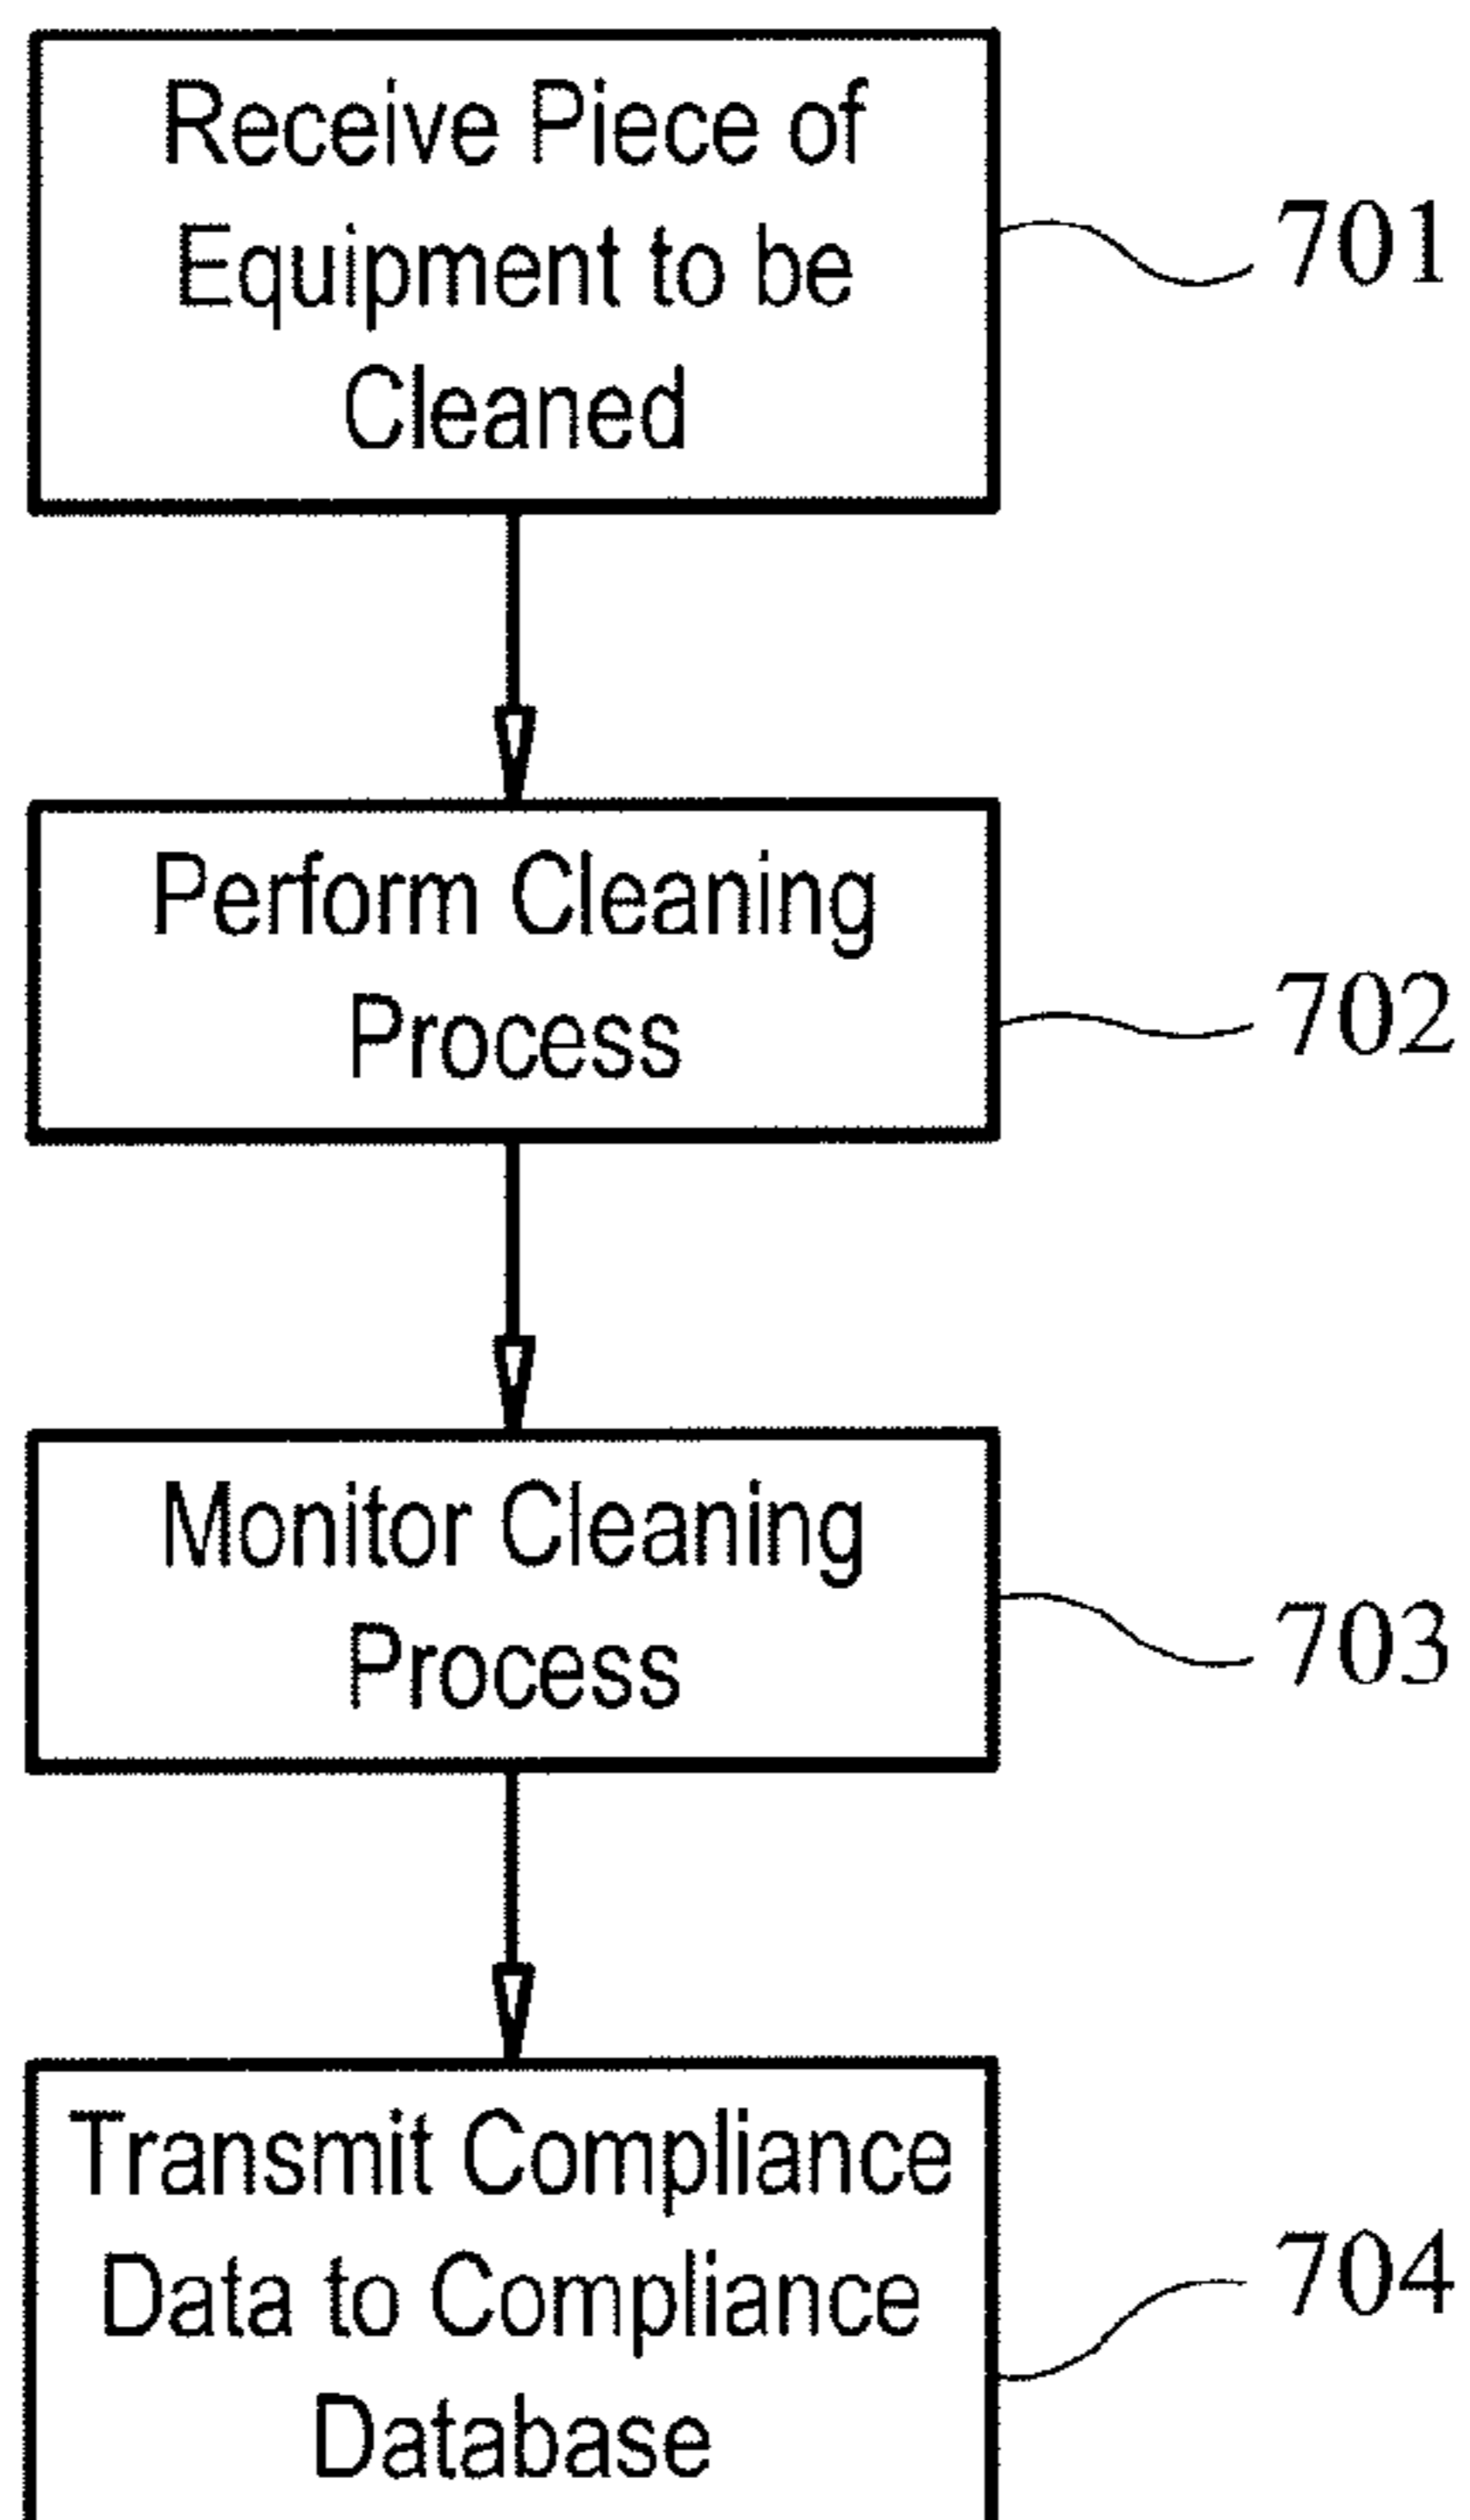 Receive Piece of
Equipment to be
Cleaned
701
Perform Cleaning
Process
702
Monitor Cleaning
Process
703
Transmit Compliance
Data to Compliance
Database
704